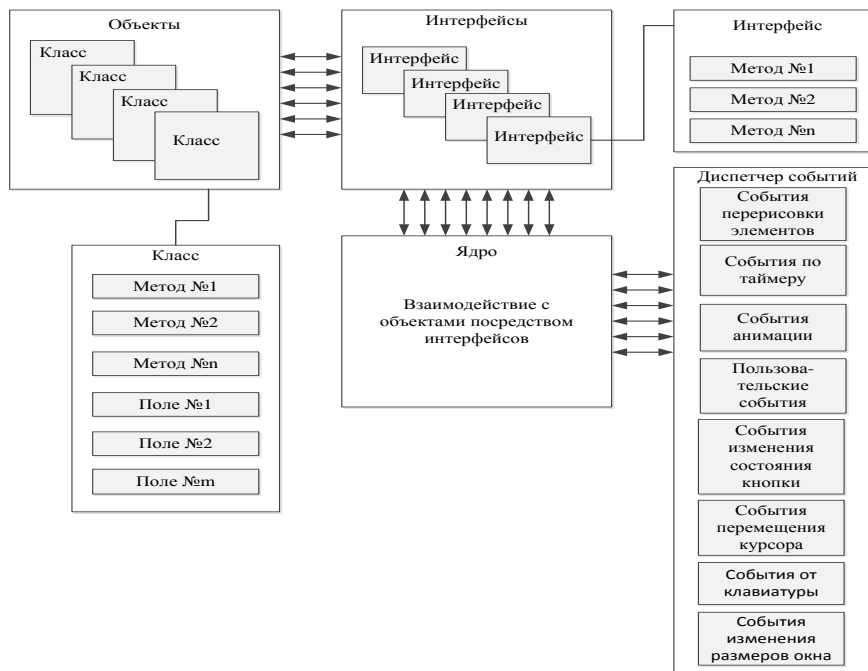 Объекты
Класс
Класс
Класс
Класс
Интерфейсы
Интерфейс
Интерфейс
Интерфейс
Интерфейс
Интерфейс
Метод №1
Метод №2
Метод №n
Класс
Метод №1
Метод №2
Метод №n
Поле №1
Поле №2
Поле №m
Ядро
Взаимодействие с
объектами посредством
интерфейсов
Диспетчер событий
События
перерисовки
элементов
События по
таймеру
События
анимации
Пользова-
тельские
события
События
изменения
состояния
кнопки
События
перемещения
курсора
События от
клавиатуры
События
изменения
размеров окна